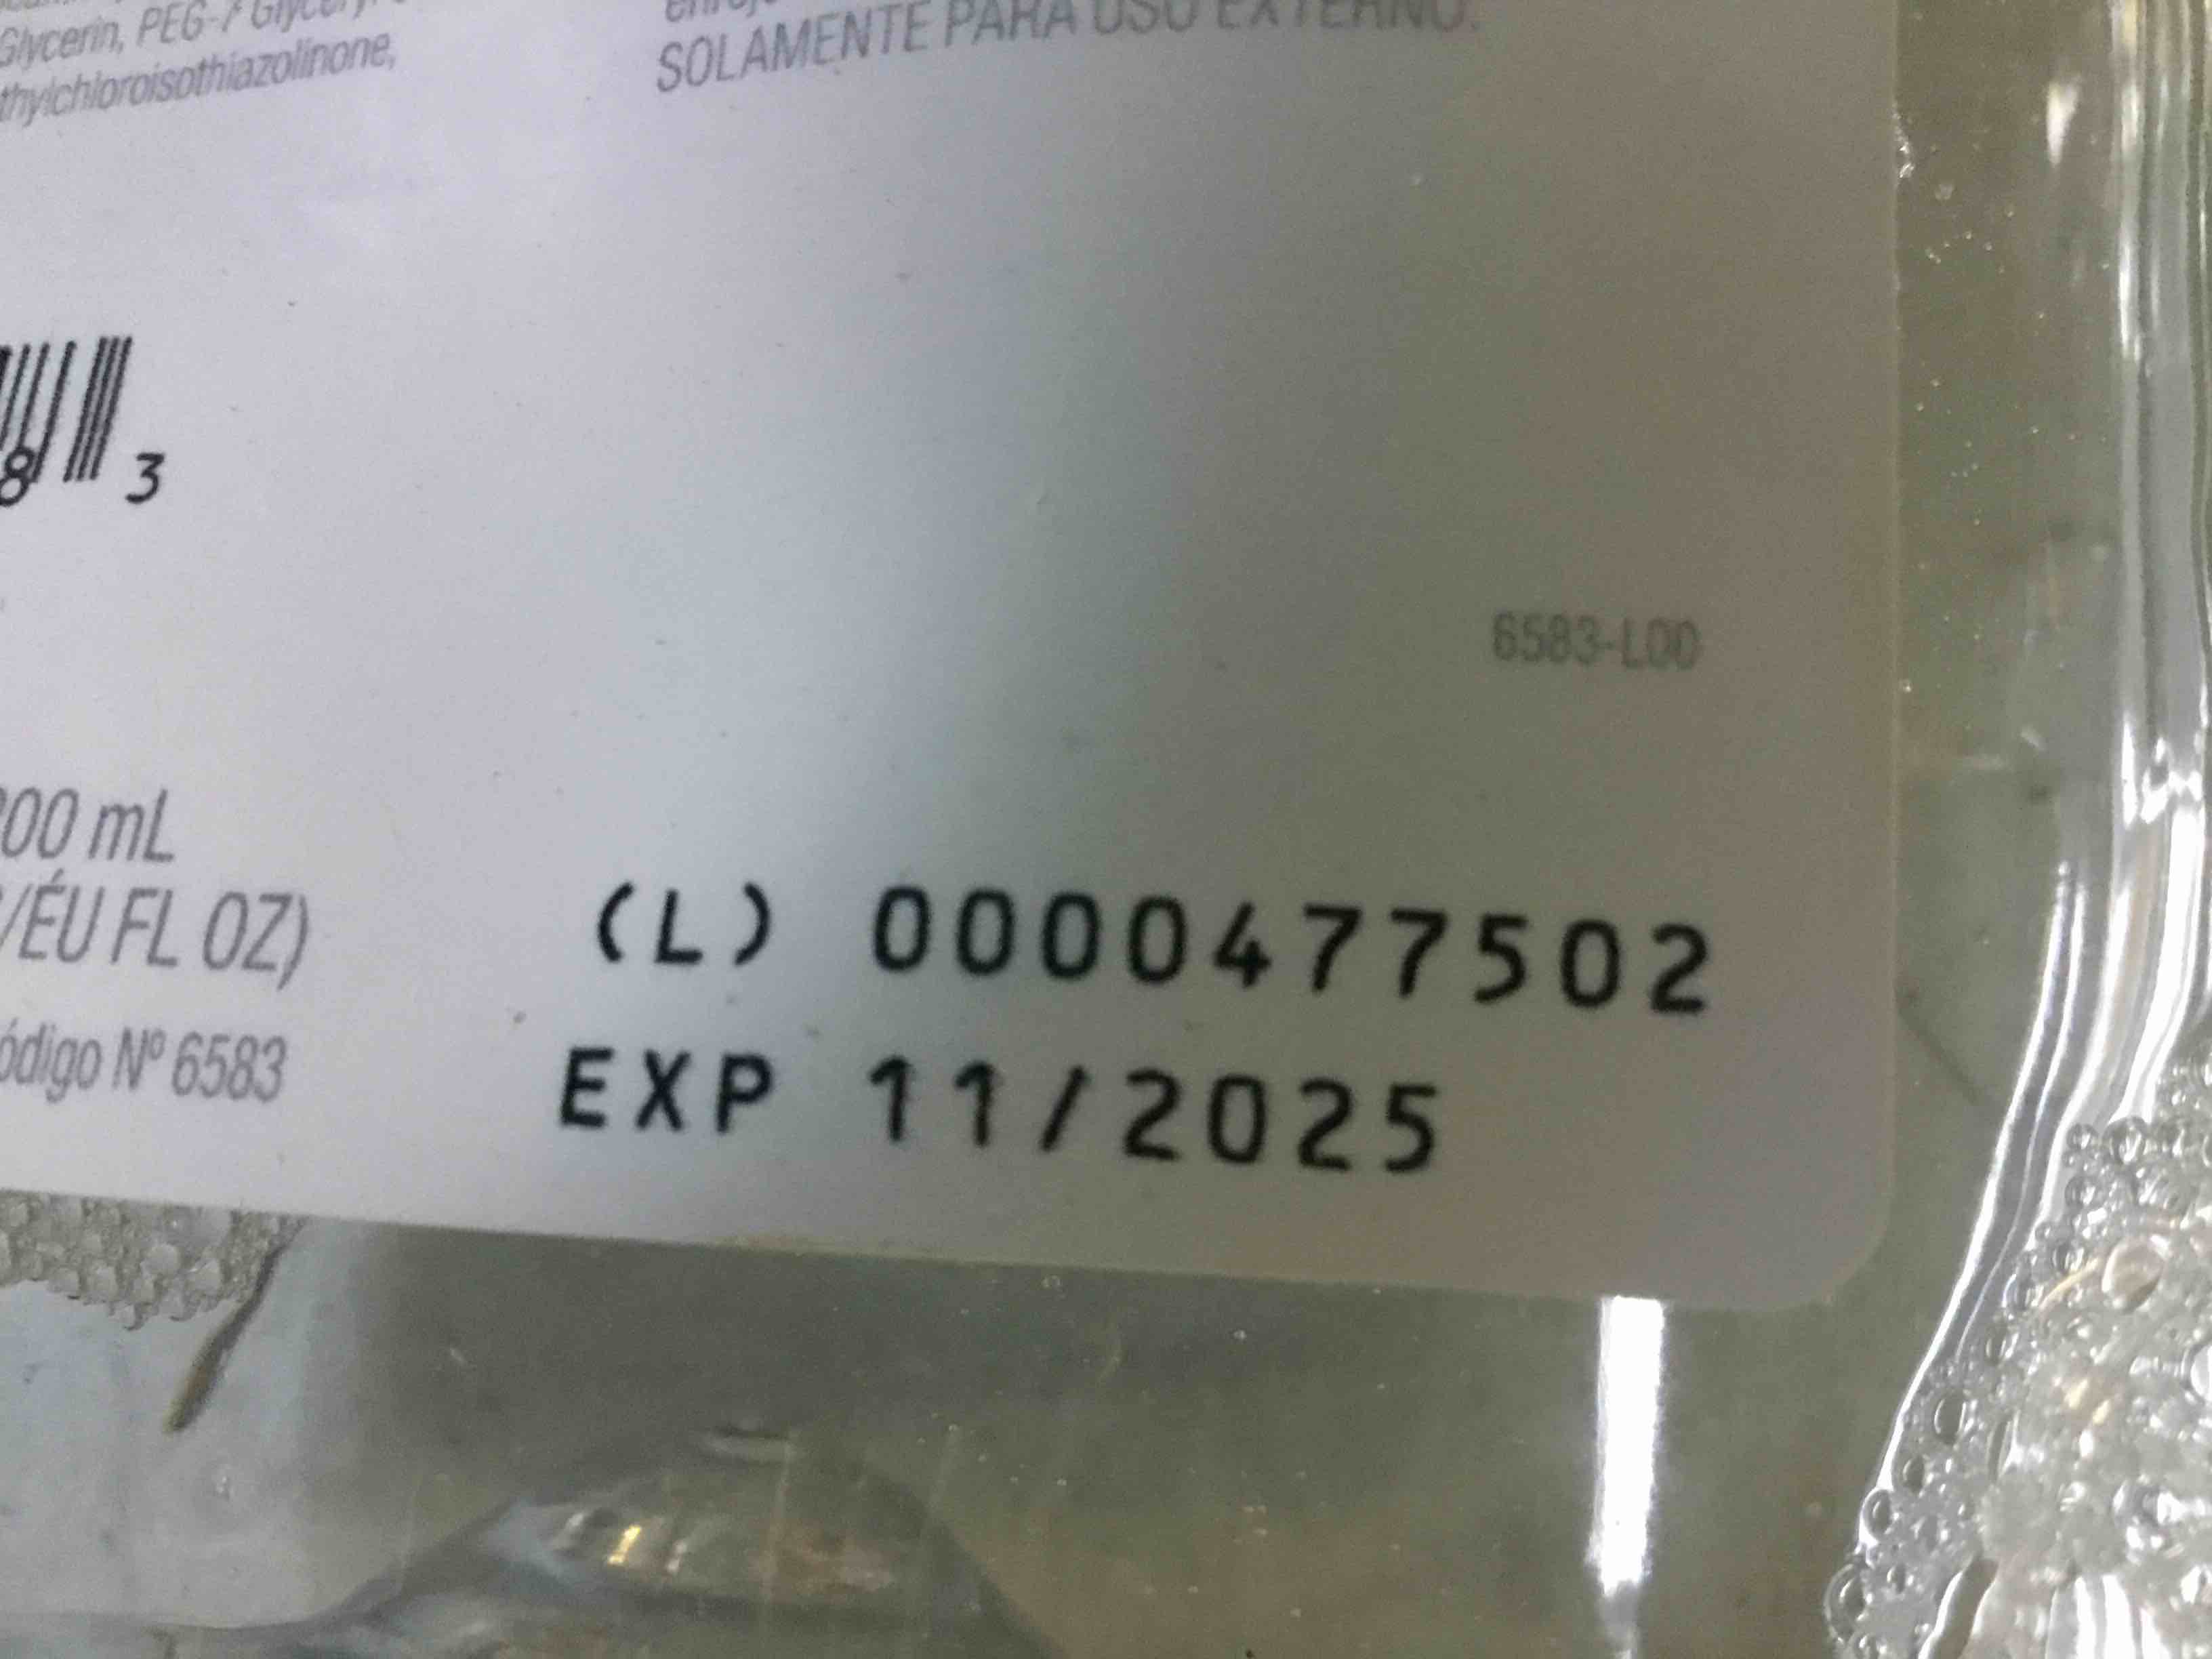 Glycerin, PEG-7
thylchloroisothiazolinone,
SOLAMENTE PARA USO EXTERNO.
8 3
6583-L00
00 mL
/ÉU FL OZ)
ódigo Nº 6583
(L) 0000477502
EXP 11/2025